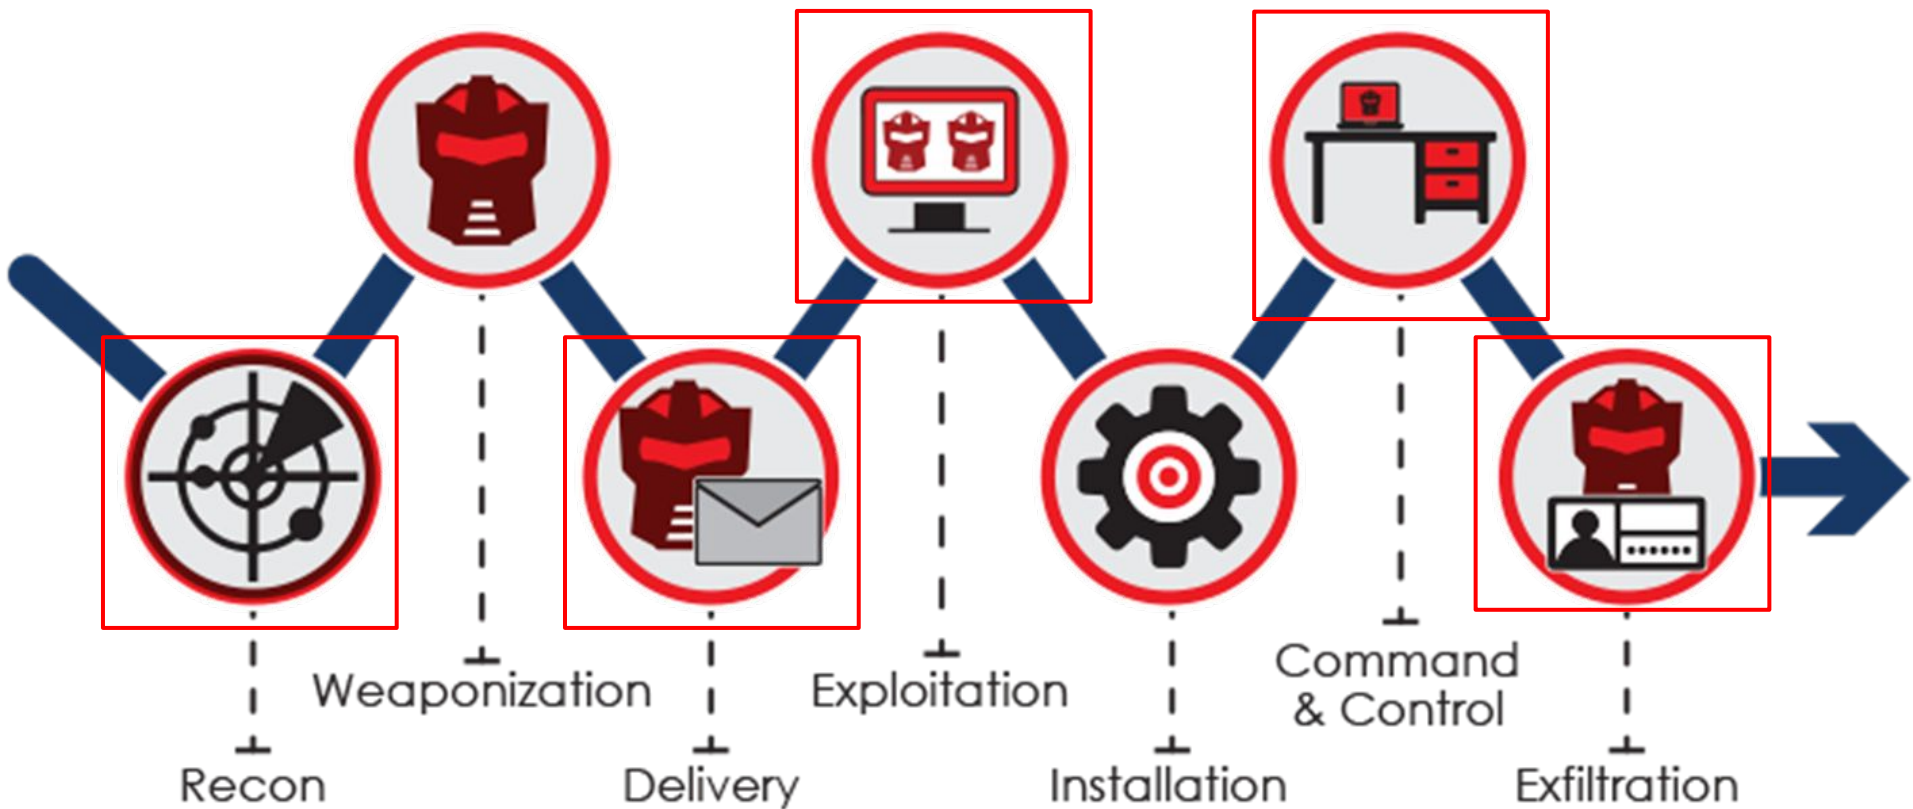 Recon
Weaponization
Delivery
Exploitation
Installation
Command
& Control
Exfiltration